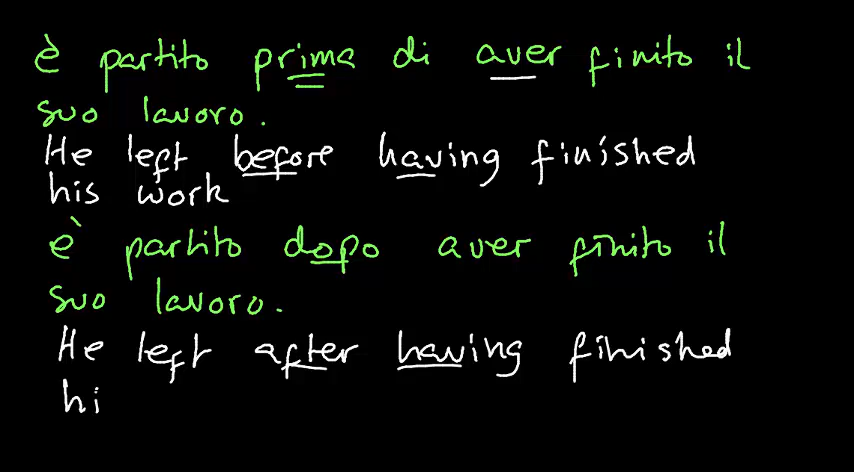 è partito prima di aver finito il
suo lavoro.
He left before having finished
his work
è partito dopo aver finito il
suo lavoro.
He left after having finished
hi